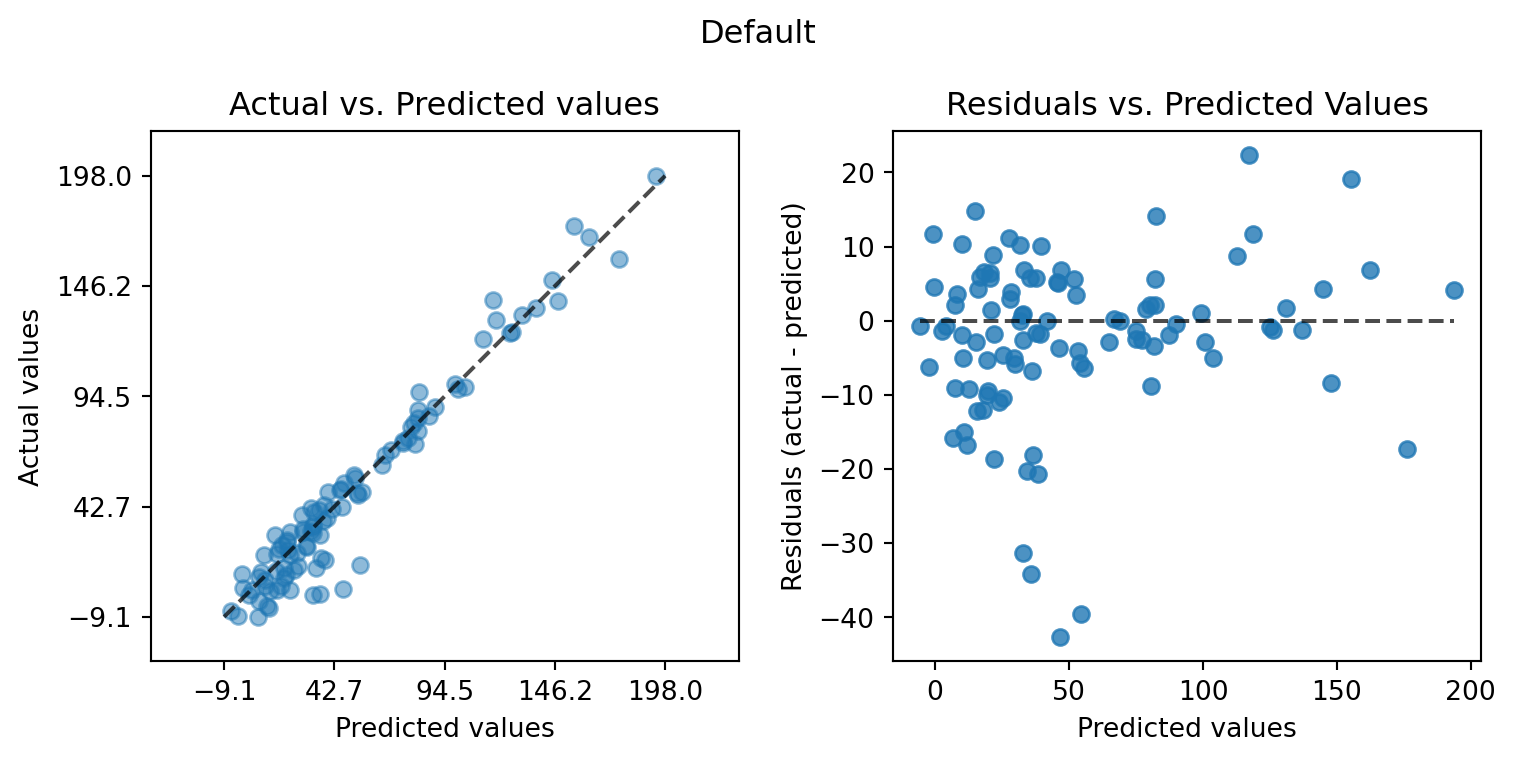 Default
Actual vs. Predicted values
Actual values
198.0
146.2
94.5
42.7
−9.1
−9.1 42.7 94.5 146.2 198.0
Predicted values
Residuals vs. Predicted Values
Residuals (actual - predicted)
20
10
0
−10
−20
−30
−40
0 50 100 150 200
Predicted values